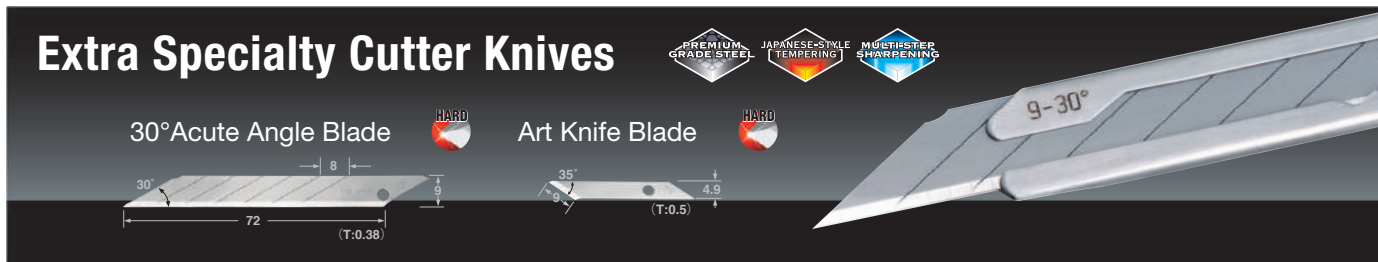 Extra Specialty Cutter Knives
PREMIUM
GRADE STEEL
JAPANESE-STYLE
TEMPERING
MULTI-STEP
SHARPENING
30°Acute Angle Blade
HARD
Art Knife Blade
HARD
9-30°
30°
8
9
72
(T:0.38)
35°
9
4.9
(T:0.5)